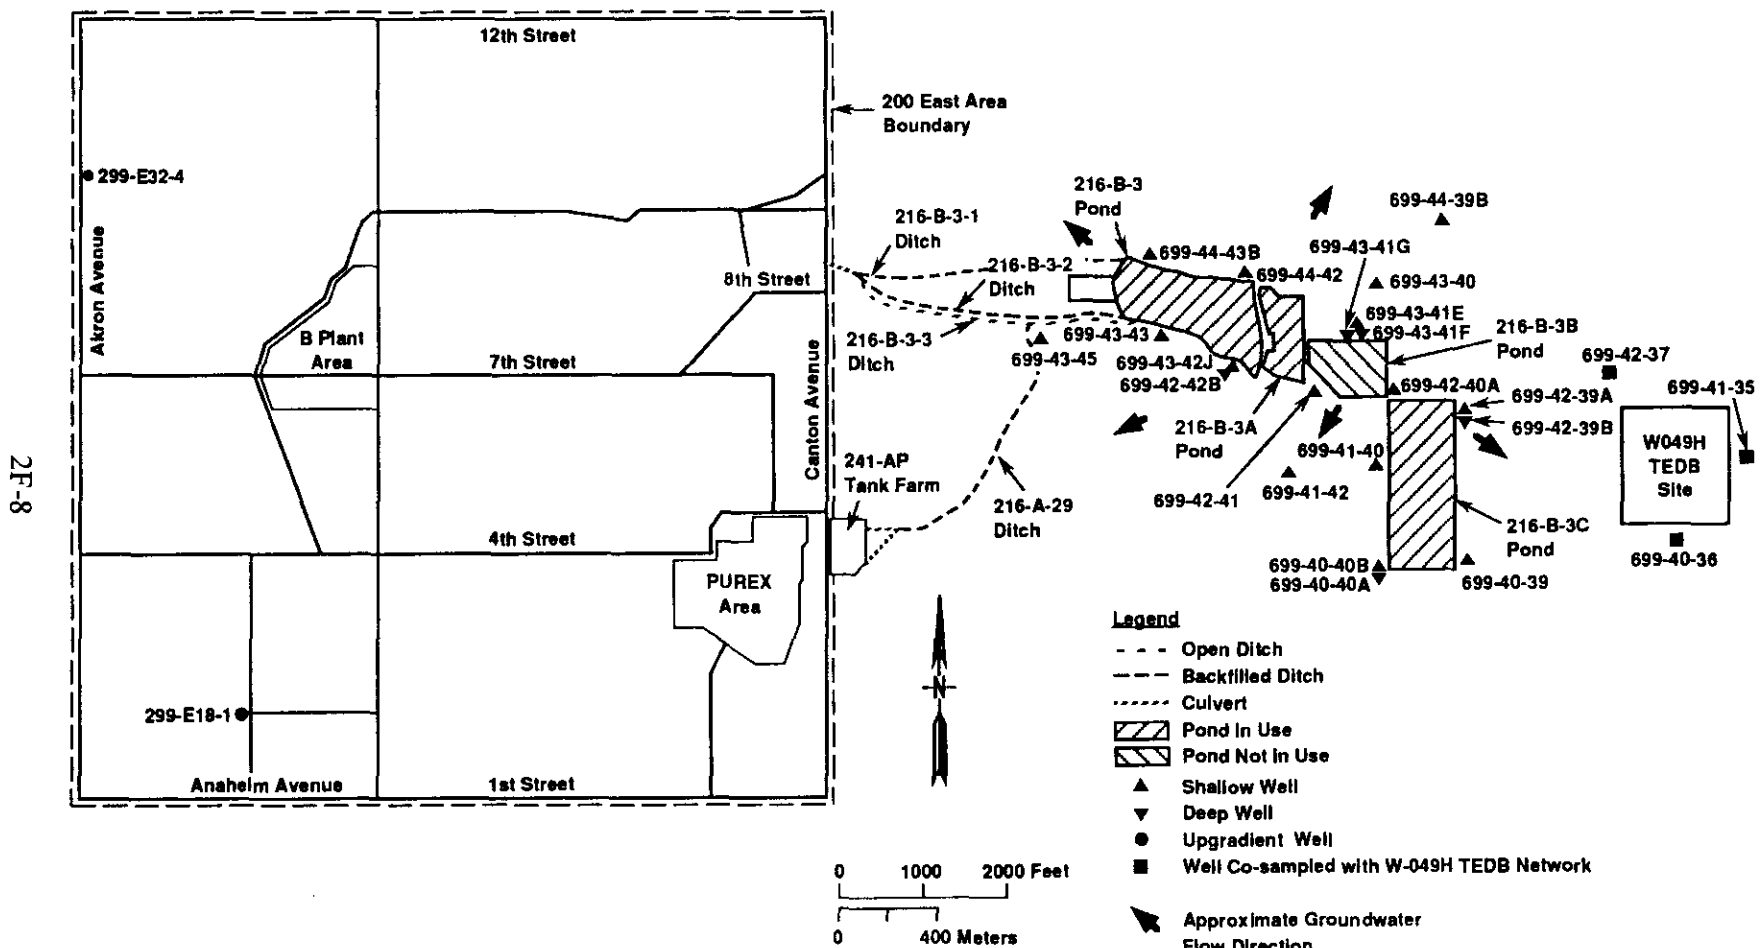 12th Street
200 East Area
Boundary
299-E32-4
Akron Avenue
216-B-3-1
Ditch
216-B-3
Pond
699-44-39B
699-43-41G
699-44-43B
699-44-42
699-43-40
216-B-3-2
Ditch
8th Street
699-43-41E
699-43-41F
216-B-3B
Pond
B Plant
Area
7th Street
Canton Avenue
216-B-3-3
Ditch
699-43-43
699-43-45
699-43-42J
699-42-42B
699-42-37
699-42-40A
699-42-39A
699-41-35
699-42-39B
216-B-3A
Pond
699-41-40
W049H
TEDB
Site
241-AP
Tank Farm
699-42-41
699-41-42
216-A-29
Ditch
216-B-3C
Pond
4th Street
PUREX
Area
699-40-40B
699-40-40A
699-40-39
699-40-36
2F-8
299-E18-1
Anaheim Avenue
1st Street
N
Legend
Open Ditch
Backfilled Ditch
Culvert
Pond In Use
Pond Not In Use
Shallow Well
Deep Well
Upgradient Well
Well Co-sampled with W-049H TEDB Network
Approximate Groundwater
Flow Direction
0 1000 2000 Feet
0 400 Meters